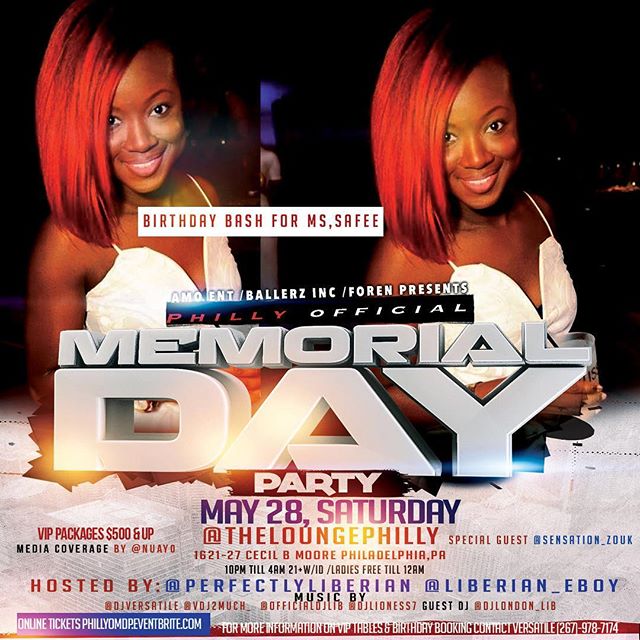 BIRTHDAY BASH FOR MS,SAFEE
AMO ENT /BALLERZ INC /FOREN PRESENTS
PHILLY OFFICIAL
MEMORIAL
DAY
PARTY
MAY 28, SATURDAY
VIP PACKAGES $500 & UP
@THELOUNGEPHILLY
SPECIAL GUEST @SENSATION_ZOUK
MEDIA COVERAGE BY @NUAYO
1621-27 CECIL B MOORE PHILADELPHIA,PA
10PM TILL 4AM 21+W/ID /LADIES FREE TILL 12AM
HOSTED BY:@PERFECTLYLIBERIAN @LIBERIAN_EBOY
MUSIC BY
@DJVERSATILE @VDJ2MUCH_ @OFFICIALDJLIB @DJLIONESS7 GUEST DJ @DJLONDON_LIB
ONLINE TICKETS PHILLYOMDP.EVENTBRITE.COM
FOR MORE INFORMATION ON VIP TABLES & BIRTHDAY BOOKING CONTACT VERSATILE (267-978-7174